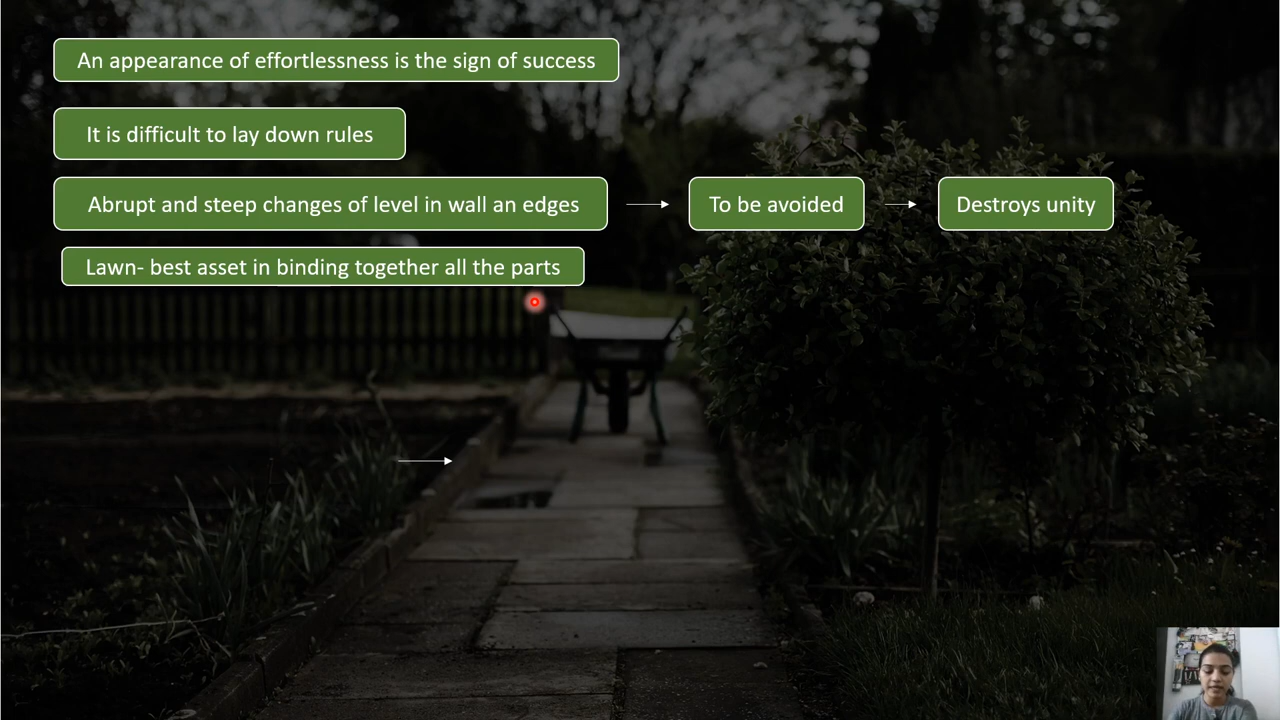 An appearance of effortlessness is the sign of success
It is difficult to lay down rules
Abrupt and steep changes of level in wall an edges
To be avoided
Destroys unity
Lawn- best asset in binding together all the parts